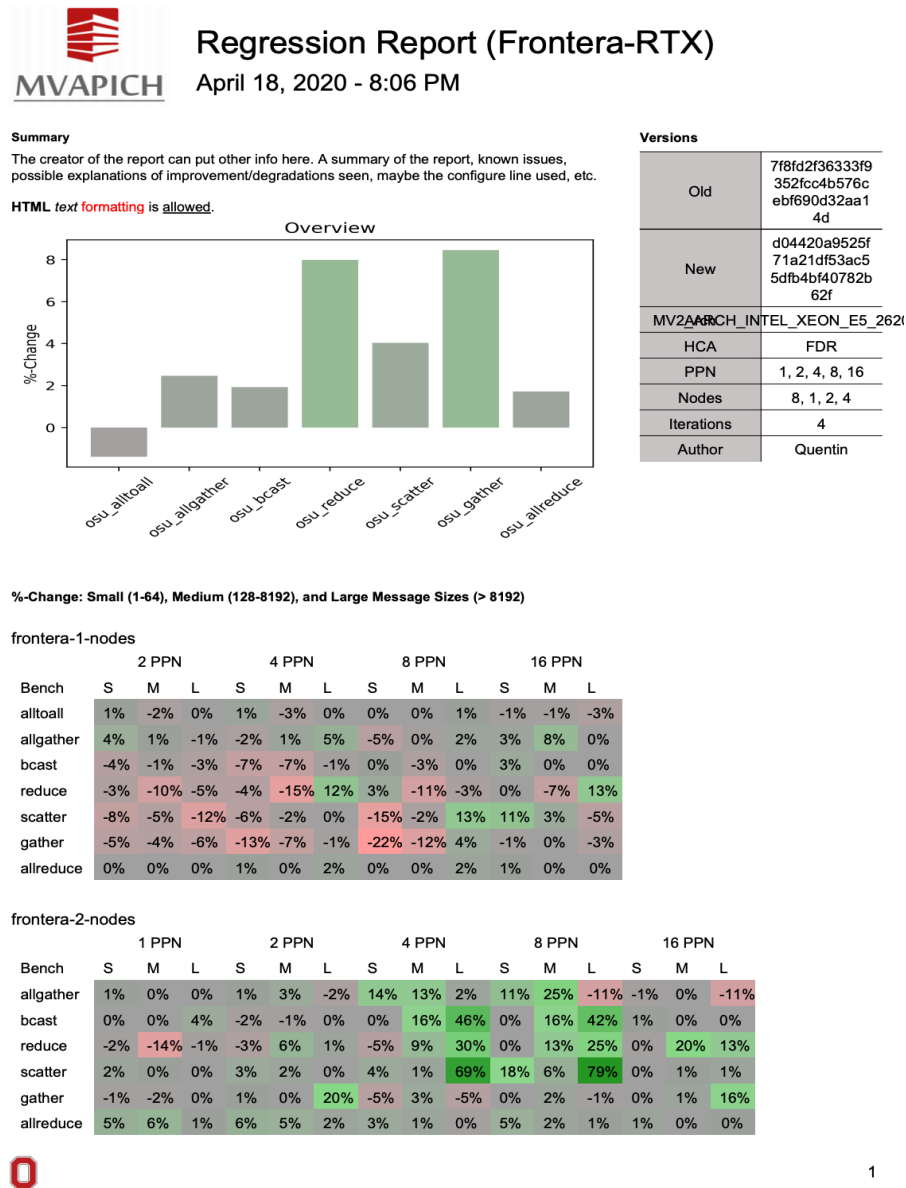 MVAPICH
Regression Report (Frontera-RTX)
April 18, 2020 - 8:06 PM
Summary
The creator of the report can put other info here. A summary of the report, known issues,
possible explanations of improvement/degradations seen, maybe the configure line used, etc.
HTML text formatting is allowed.
Overview
8
6
4
2
0
%-Change
osu_alltoall
osu_allgather
osu_bcast
osu_reduce
osu_scatter
osu_gather
osu_allreduce
Versions
Old
7f8fd2f36333f9
352fcc4b576c
ebf690d32aa1
4d
New
d04420a9525f
71a21df53ac5
5dfb4bf40782b
62f
MV2_ARCH_INTEL_XEON_E5_2620
HCA FDR
PPN 1, 2, 4, 8, 16
Nodes 8, 1, 2, 4
Iterations 4
Author Quentin
%-Change: Small (1-64), Medium (128-8192), and Large Message Sizes (> 8192)
frontera-1-nodes
2 PPN 4 PPN 8 PPN 16 PPN
Bench S M L S M L S M L S M L
alltoall 1% -2% 0% 1% -3% 0% 0% 0% 1% -1% -1% -3%
allgather 4% 1% -1% -2% 1% 5% -5% 0% 2% 3% 8% 0%
bcast -4% -1% -3% -7% -7% -1% 0% -3% 0% 3% 0% 0%
reduce -3% -10% -5% -4% -15% 12% 3% -11% -3% 0% -7% 13%
scatter -8% -5% -12% -6% -2% 0% -15% -2% 13% 11% 3% -5%
gather -5% -4% -6% -13% -7% -1% -22% -12% 4% -1% 0% -3%
allreduce 0% 0% 0% 1% 0% 2% 0% 0% 2% 1% 0% 0%
frontera-2-nodes
1 PPN 2 PPN 4 PPN 8 PPN 16 PPN
Bench S M L S M L S M L S M L S M L
allgather 1% 0% 0% 1% 3% -2% 14% 13% 2% 11% 25% -11% -1% 0% -11%
bcast 0% 0% 4% -2% -1% 0% 0% 16% 46% 0% 16% 42% 1% 0% 0%
reduce -2% -14% -1% -3% 6% 1% -5% 9% 30% 0% 13% 25% 0% 20% 13%
scatter 2% 0% 0% 3% 2% 0% 4% 1% 69% 18% 6% 79% 0% 1% 1%
gather -1% -2% 0% 1% 0% 20% -5% 3% -5% 0% 2% -1% 0% 1% 16%
allreduce 5% 6% 1% 6% 5% 2% 3% 1% 0% 5% 2% 1% 1% 0% 0%
1